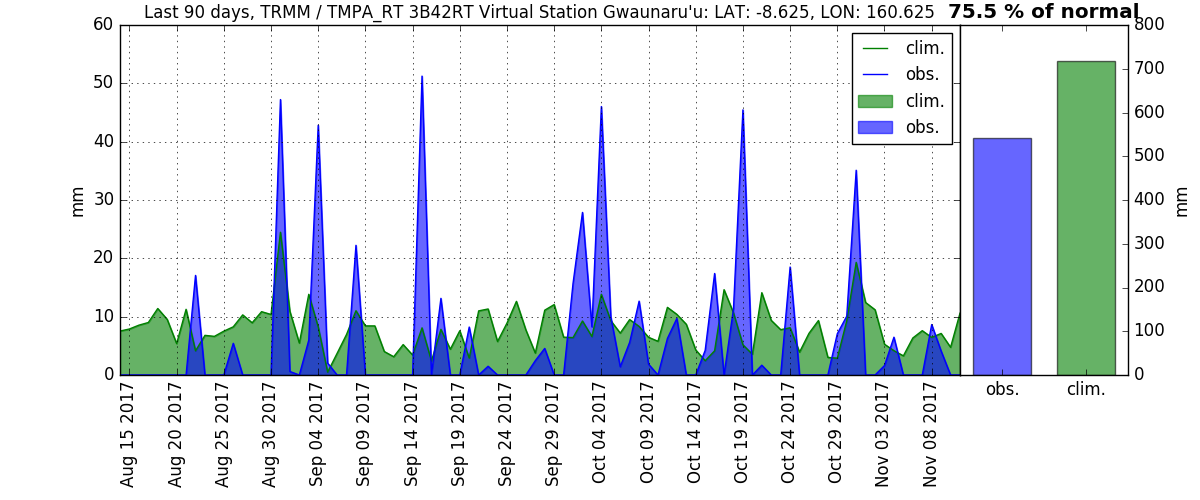 Last 90 days, TRMM / TMPA_RT 3B42RT Virtual Station Gwaunaru'u: LAT: -8.625, LON: 160.625 75.5 % of normal
60
50
40
30
20
10
0
mm
clim.
obs.
clim.
obs.
800
700
600
500
400
300
200
100
0
mm
Aug 15 2017
Aug 20 2017
Aug 25 2017
Aug 30 2017
Sep 04 2017
Sep 09 2017
Sep 14 2017
Sep 19 2017
Sep 24 2017
Sep 29 2017
Oct 04 2017
Oct 09 2017
Oct 14 2017
Oct 19 2017
Oct 24 2017
Oct 29 2017
Nov 03 2017
Nov 08 2017
obs.
clim.